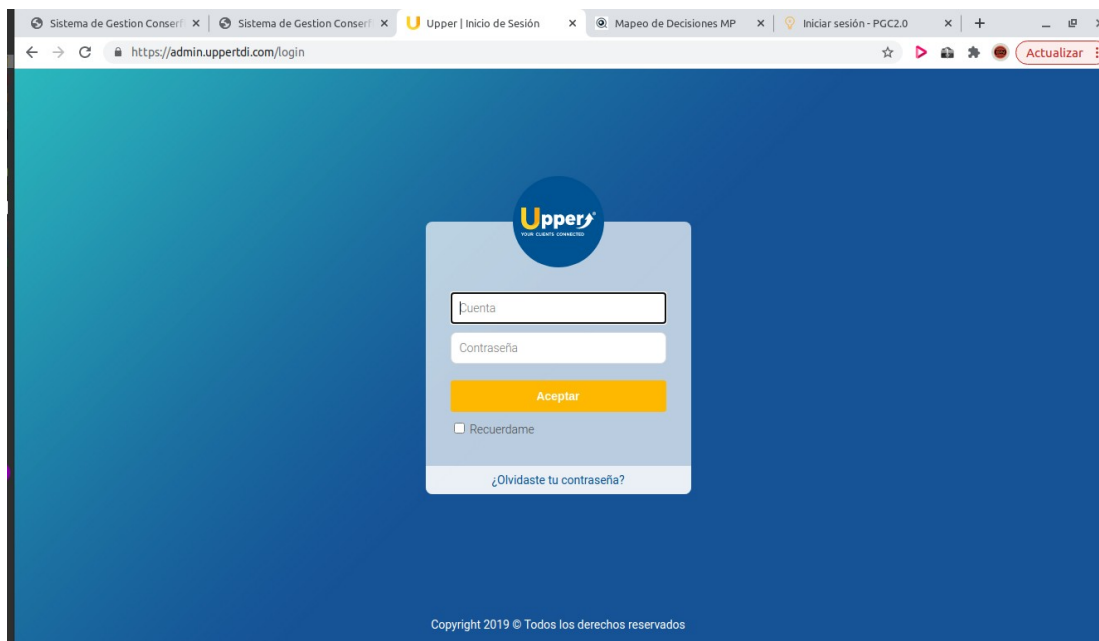 Sistema de Gestion Conserfi
Sistema de Gestion Conserfi
Upper | Inicio de Sesión
Mapeo de Decisiones MP
Iniciar sesión - PGC2.0
https://admin.uppertdi.com/login
Actualizar
Upper
YOUR CLIENTS CONNECTED
Cuenta
Contraseña
Aceptar
Recuerdame
¿Olvidaste tu contraseña?
Copyright 2019 © Todos los derechos reservados